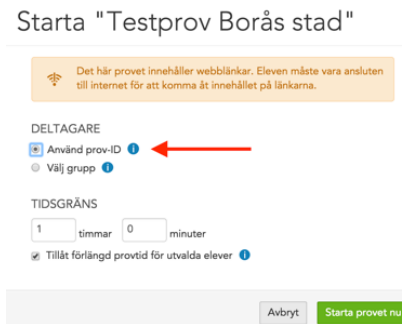 Starta "Testprov Borås stad"
Det här provet innehåller webblänkar. Eleven måste vara ansluten
till internet för att komma åt innehållet på länkarna.
DELTAGARE
Använd prov-ID i
Välj grupp i
TIDSGRÄNS
1 timmar 0 minuter
Tillåt förlängd provtid för utvalda elever i
Avbryt Starta provet nu